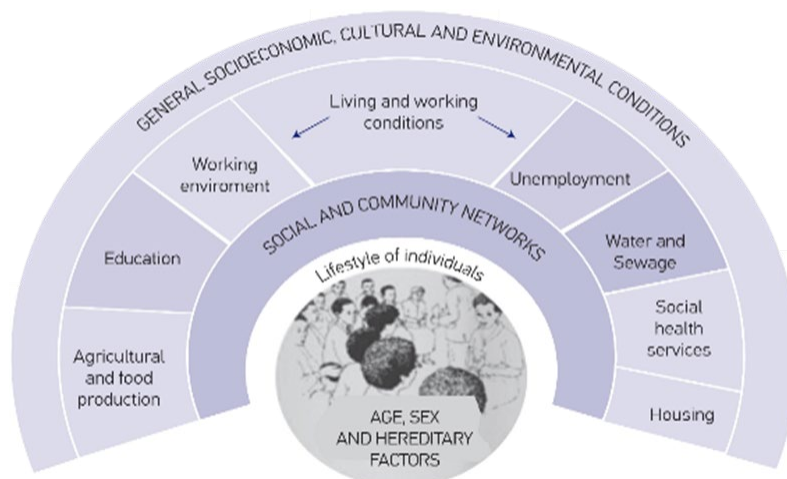 GENERAL SOCIOECONOMIC, CULTURAL AND ENVIRONMENTAL CONDITIONS
Living and working
conditions
Working
enviroment
Unemployment
Education
Water and
Sewage
Agricultural
and food
production
Social
health
services
Housing
SOCIAL AND COMMUNITY NETWORKS
Lifestyle of individuals
AGE, SEX
AND HEREDITARY
FACTORS